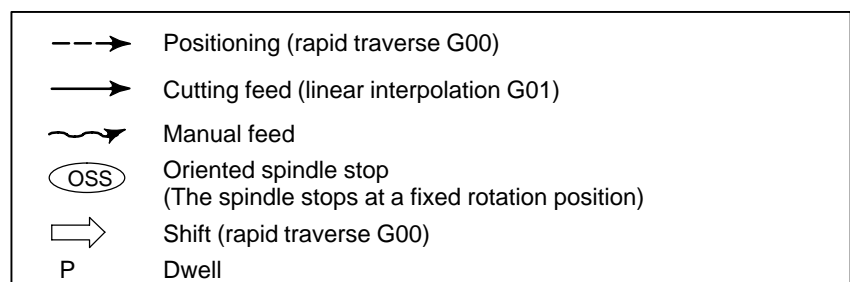 Positioning (rapid traverse G00)
Cutting feed (linear interpolation G01)
Manual feed
OSS Oriented spindle stop
(The spindle stops at a fixed rotation position)
Shift (rapid traverse G00)
P Dwell